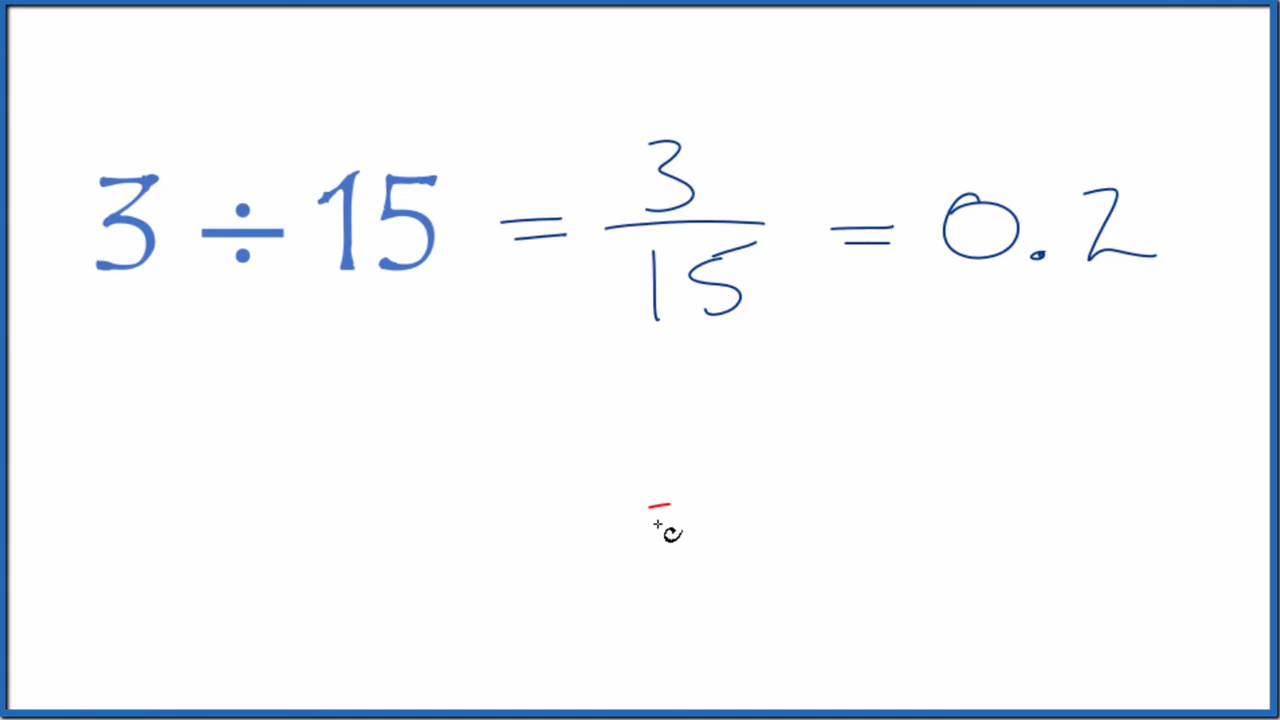 3 ÷ 15 = 3/15 = 0.2